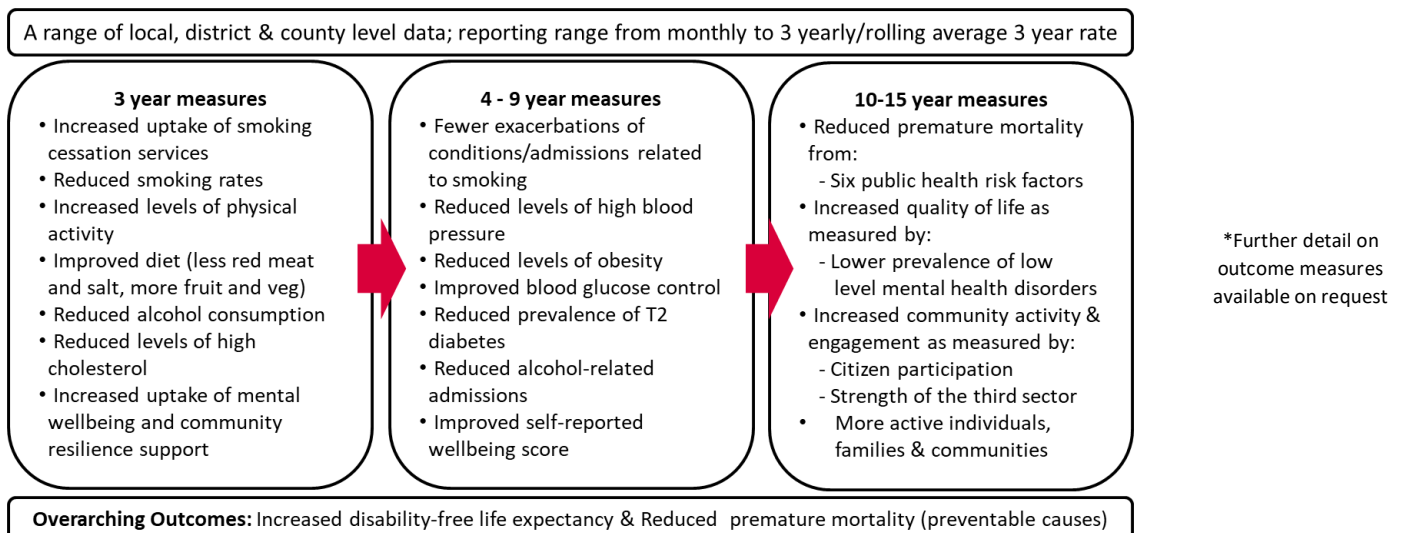 A range of local, district & county level data; reporting range from monthly to 3 yearly/rolling average 3 year rate
3 year measures
• Increased uptake of smoking
cessation services
• Reduced smoking rates
• Increased levels of physical
activity
• Improved diet (less red meat
and salt, more fruit and veg)
• Reduced alcohol consumption
• Reduced levels of high
cholesterol
• Increased uptake of mental
wellbeing and community
resilience support
4 - 9 year measures
• Fewer exacerbations of
conditions/admissions related
to smoking
• Reduced levels of high blood
pressure
• Reduced levels of obesity
• Improved blood glucose control
• Reduced prevalence of T2
diabetes
• Reduced alcohol-related
admissions
• Improved self-reported
wellbeing score
10-15 year measures
• Reduced premature mortality
from:
- Six public health risk factors
• Increased quality of life as
measured by:
- Lower prevalence of low
level mental health disorders
• Increased community activity &
engagement as measured by:
- Citizen participation
- Strength of the third sector
• More active individuals,
families & communities
*Further detail on
outcome measures
available on request
Overarching Outcomes: Increased disability-free life expectancy & Reduced premature mortality (preventable causes)